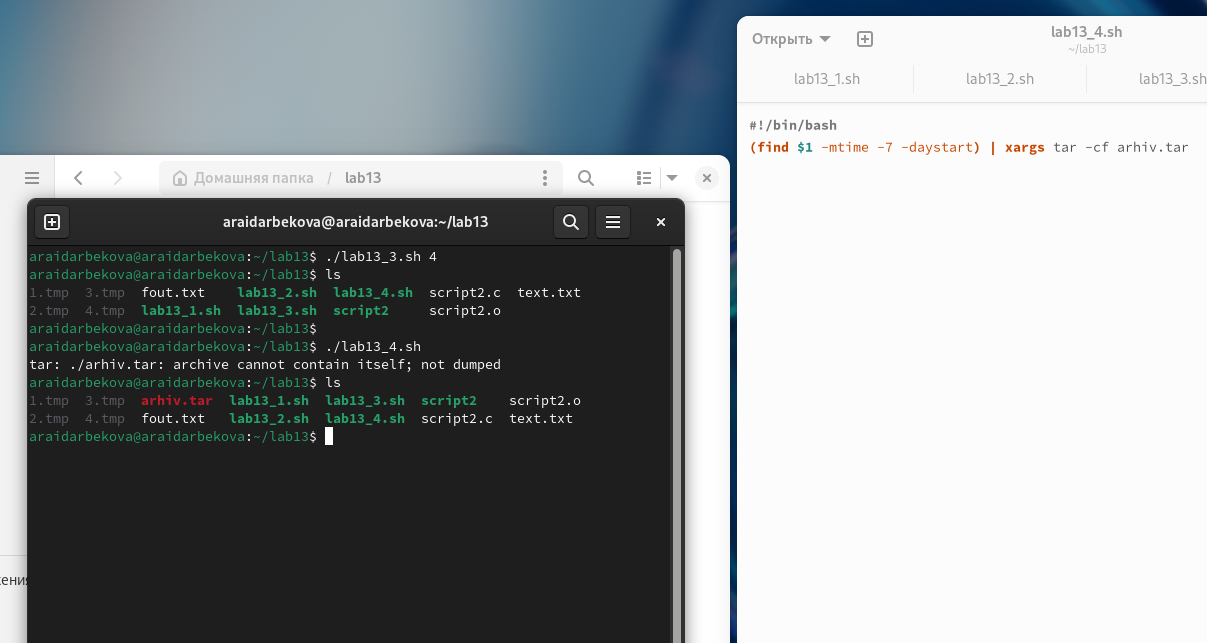 Открыть
lab13_4.sh
~/lab13
lab13_1.sh
lab13_2.sh
lab13_3.sh
#!/bin/bash
(find $1 -mtime -7 -daystart) | xargs tar -cf arhiv.tar
Домашняя папка / lab13
araidarbekova@araidarbekova:~/lab13
araidarbekova@araidarbekova:~/lab13$ ./lab13_3.sh 4
araidarbekova@araidarbekova:~/lab13$ ls
1.tmp 3.tmp fout.txt lab13_2.sh lab13_4.sh script2.c text.txt
2.tmp 4.tmp lab13_1.sh lab13_3.sh script2 script2.o
araidarbekova@araidarbekova:~/lab13$
araidarbekova@araidarbekova:~/lab13$ ./lab13_4.sh
tar: ./arhiv.tar: archive cannot contain itself; not dumped
araidarbekova@araidarbekova:~/lab13$ ls
1.tmp 3.tmp arhiv.tar lab13_1.sh lab13_3.sh script2 script2.o
2.tmp 4.tmp fout.txt lab13_2.sh lab13_4.sh script2.c text.txt
araidarbekova@araidarbekova:~/lab13$